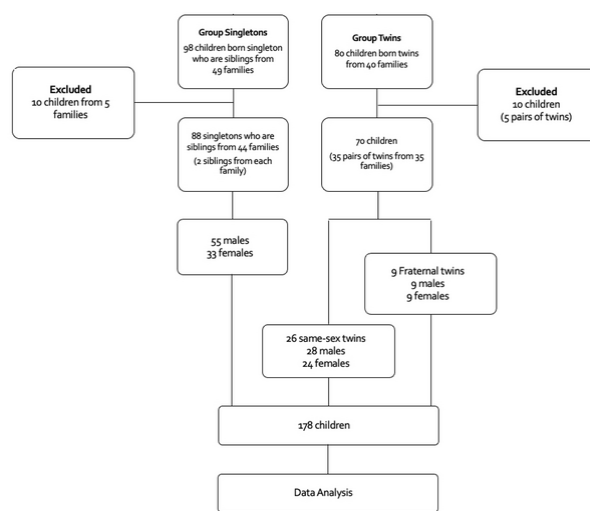 Group Singletons
98 children born singleton
who are siblings from
49 families
Group Twins
80 children born twins
from 40 families
Excluded
10 children from 5
families
Excluded
10 children
(5 pairs of twins)
88 singletons who are
siblings from 44 families
(2 siblings from each
family)
70 children
(35 pairs of twins from 35
families)
55 males
33 females
9 Fraternal twins
9 males
9 females
26 same-sex twins
28 males
24 females
178 children
Data Analysis